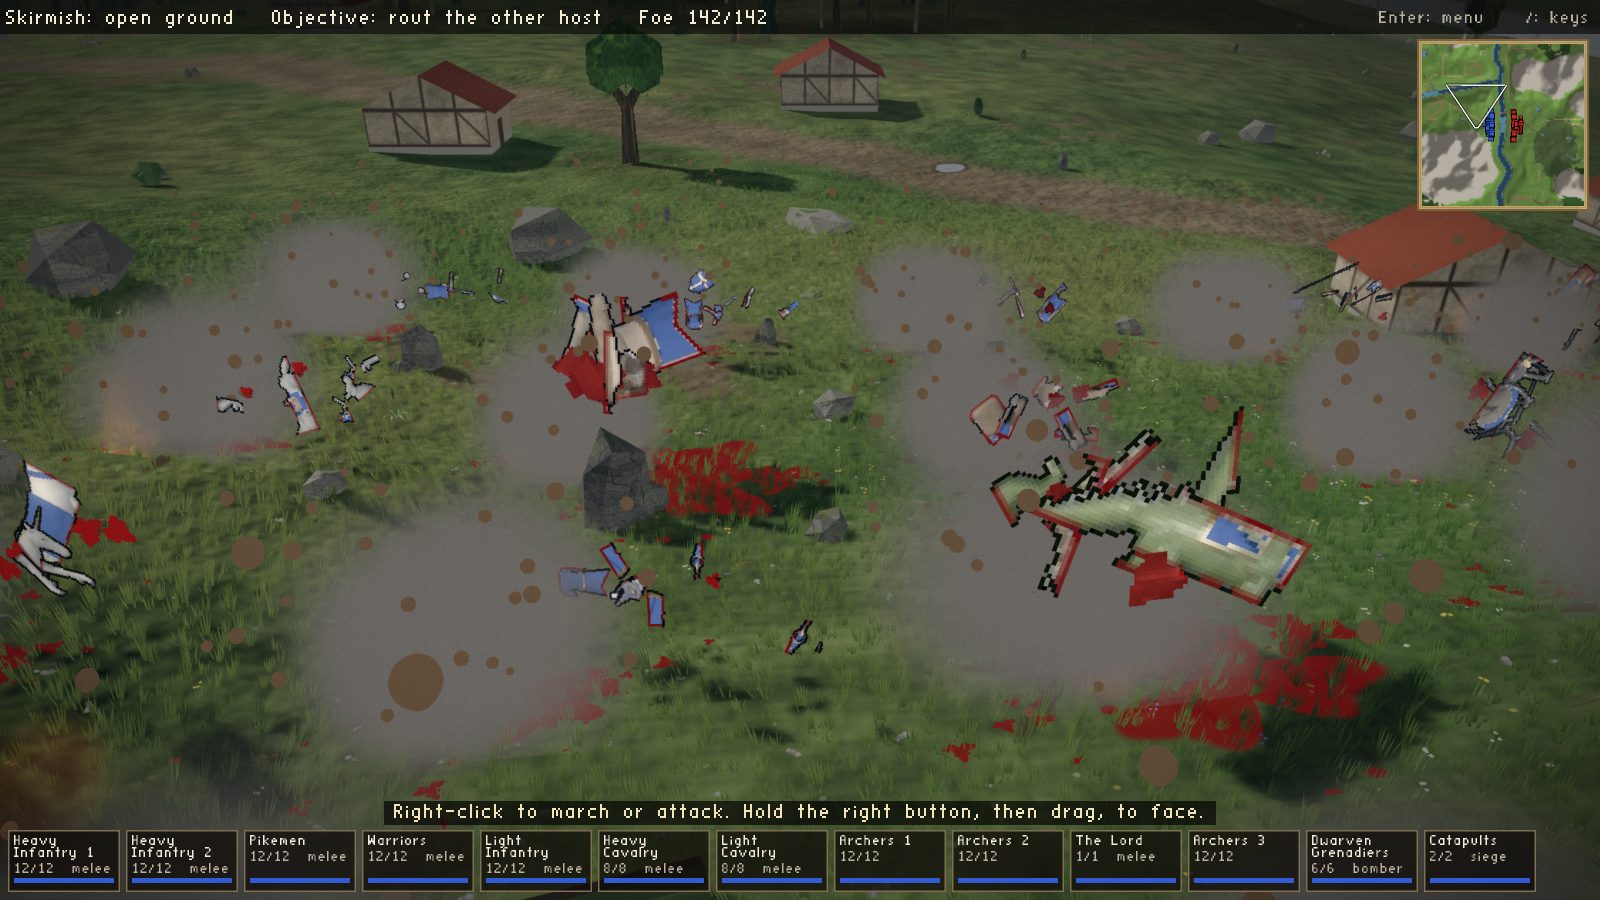 Skirmish: open ground Objective: rout the other host Foe 142/142
Enter: menu /: keys
Right-click to march or attack. Hold the right button, then drag, to face.
Heavy
Infantry 1
12/12 melee
Heavy
Infantry 2
12/12 melee
Pikemen
12/12 melee
Warriors
12/12 melee
Light
Infantry
12/12 melee
Heavy
Cavalry
8/8 melee
Light
Cavalry
8/8 melee
Archers 1
12/12
Archers 2
12/12
The Lord
1/1 melee
Archers 3
12/12
Dwarven
Grenadiers
6/6 bomber
Catapults
2/2 siege